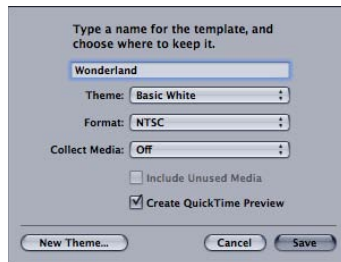 Type a name for the template, and
choose where to keep it.
Wonderland
Theme: Basic White
Format: NTSC
Collect Media: Off
Include Unused Media
Create QuickTime Preview
New Theme... Cancel Save